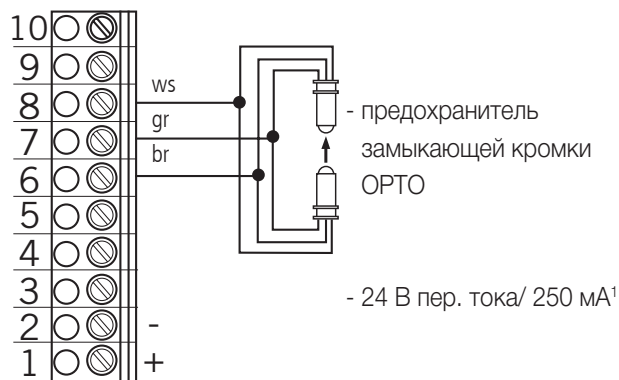 10
9
8 ws
7 gr
6 br
5
4
3
2 -
1 +
- предохранитель
замыкающей кромки
ОРТО
- 24 В пер. тока/ 250 мА¹